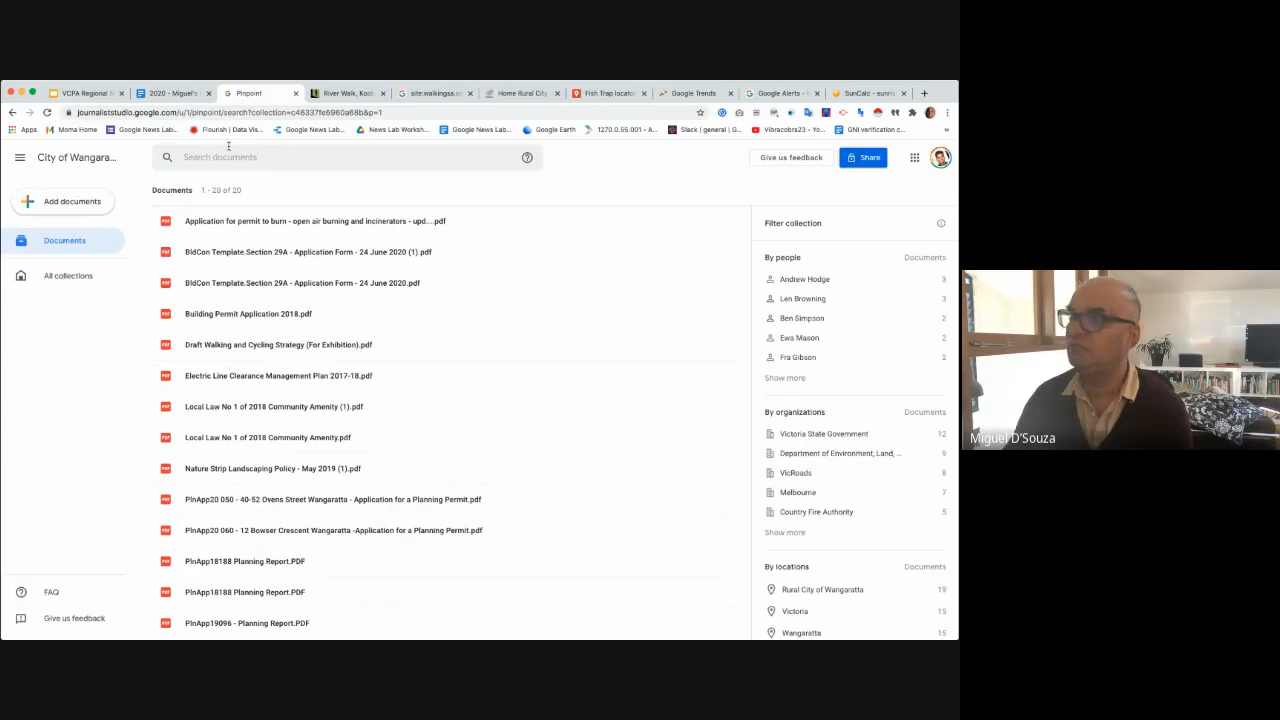 VCPA Regional N
2020 - Miguel's
Pinpoint
River Walk, Kook
site:walkingsa.or
Home Rural City
Fish Trap locator
Google Trends
Google Alerts - M
SunCalc - sunris
journaliststudio.google.com/u/1/pinpoint/search?collection=c46337fe6960a68b&p=1
Apps
Moma Home
Google News Lab...
Flourish | Data Vis...
Google News Lab...
News Lab Worksh...
Google News Lab...
Google Earth
1270.0.55.001 - A...
Slack | general | G...
Vibracobra23 - Yo...
GNI verification c...
City of Wangara...
Search documents
Give us feedback
Share
Add documents
Documents
All collections
FAQ
Give us feedback
Documents 1 - 20 of 20
Application for permit to burn - open air burning and incinerators - upd....pdf
BldCon Template.Section 29A - Application Form - 24 June 2020 (1).pdf
BldCon Template.Section 29A - Application Form - 24 June 2020.pdf
Building Permit Application 2018.pdf
Draft Walking and Cycling Strategy (For Exhibition).pdf
Electric Line Clearance Management Plan 2017-18.pdf
Local Law No 1 of 2018 Community Amenity (1).pdf
Local Law No 1 of 2018 Community Amenity.pdf
Nature Strip Landscaping Policy - May 2019 (1).pdf
PlnApp20 050 - 40-52 Ovens Street Wangaratta - Application for a Planning Permit.pdf
PlnApp20 060 - 12 Bowser Crescent Wangaratta -Application for a Planning Permit.pdf
PlnApp18188 Planning Report.PDF
PlnApp18188 Planning Report.PDF
PlnApp19096 - Planning Report.PDF
Filter collection
By people Documents
Andrew Hodge 3
Len Browning 3
Ben Simpson 2
Ewa Mason 2
Fra Gibson 2
Show more
By organizations Documents
Victoria State Government 12
Department of Environment, Land, ... 9
VicRoads 8
Melbourne 7
Country Fire Authority 5
Show more
By locations Documents
Rural City of Wangaratta 19
Victoria 15
Wangaratta 15
Miguel D'Souza